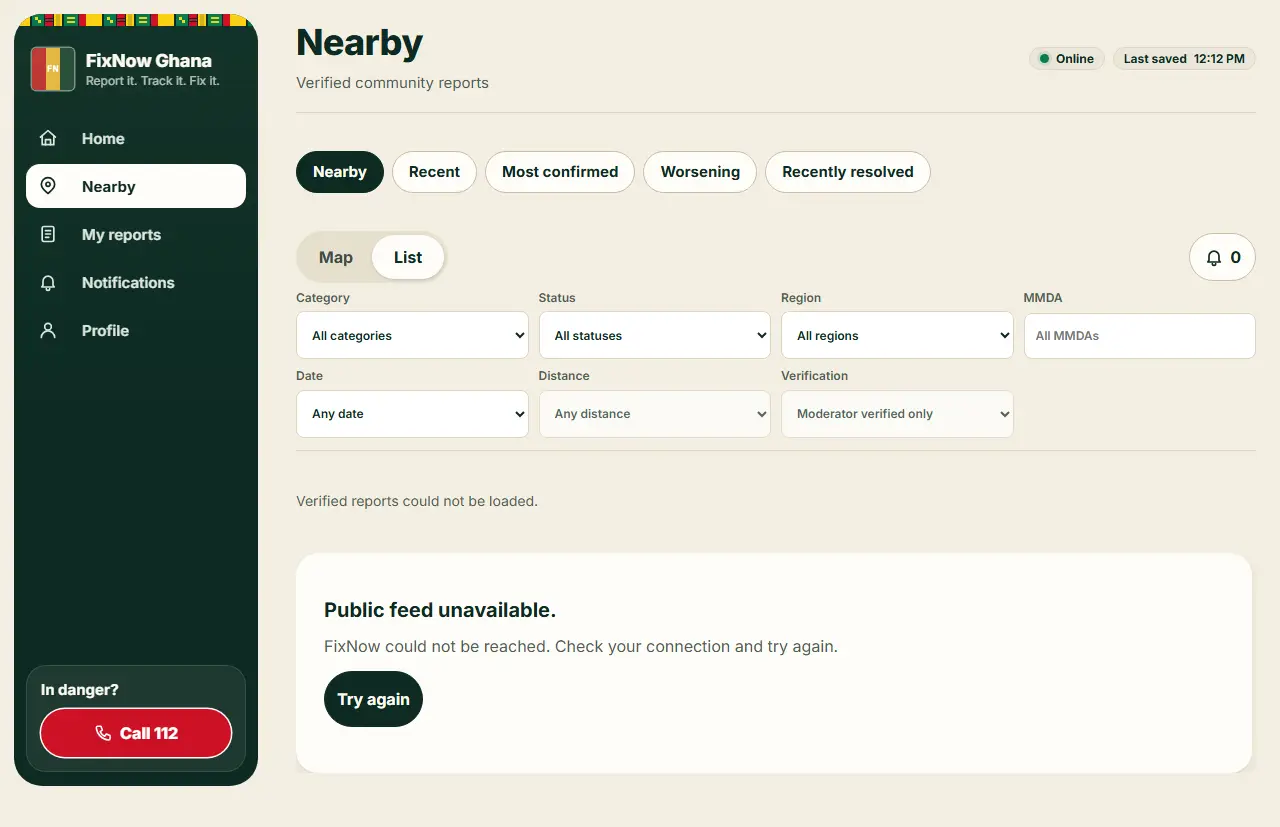 FN
FixNow Ghana
Report it. Track it. Fix it.
Home
Nearby
My reports
Notifications
Profile
In danger?
Call 112
Nearby
Verified community reports
Online
Last saved 12:12 PM
Nearby
Recent
Most confirmed
Worsening
Recently resolved
Map
List
0
Category
Status
Region
MMDA
All categories
All statuses
All regions
All MMDAs
Date
Distance
Verification
Any date
Any distance
Moderator verified only
Verified reports could not be loaded.
Public feed unavailable.
FixNow could not be reached. Check your connection and try again.
Try again